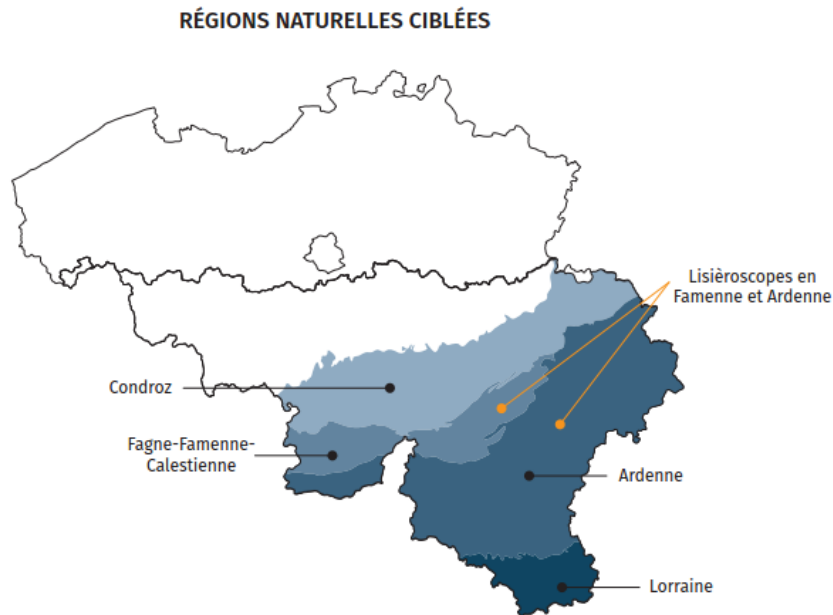 RÉGIONS NATURELLES CIBLÉES
Lisièroscopes en
Famenne et Ardenne
Condroz
Fagne-Famenne-
Calestienne
Ardenne
Lorraine